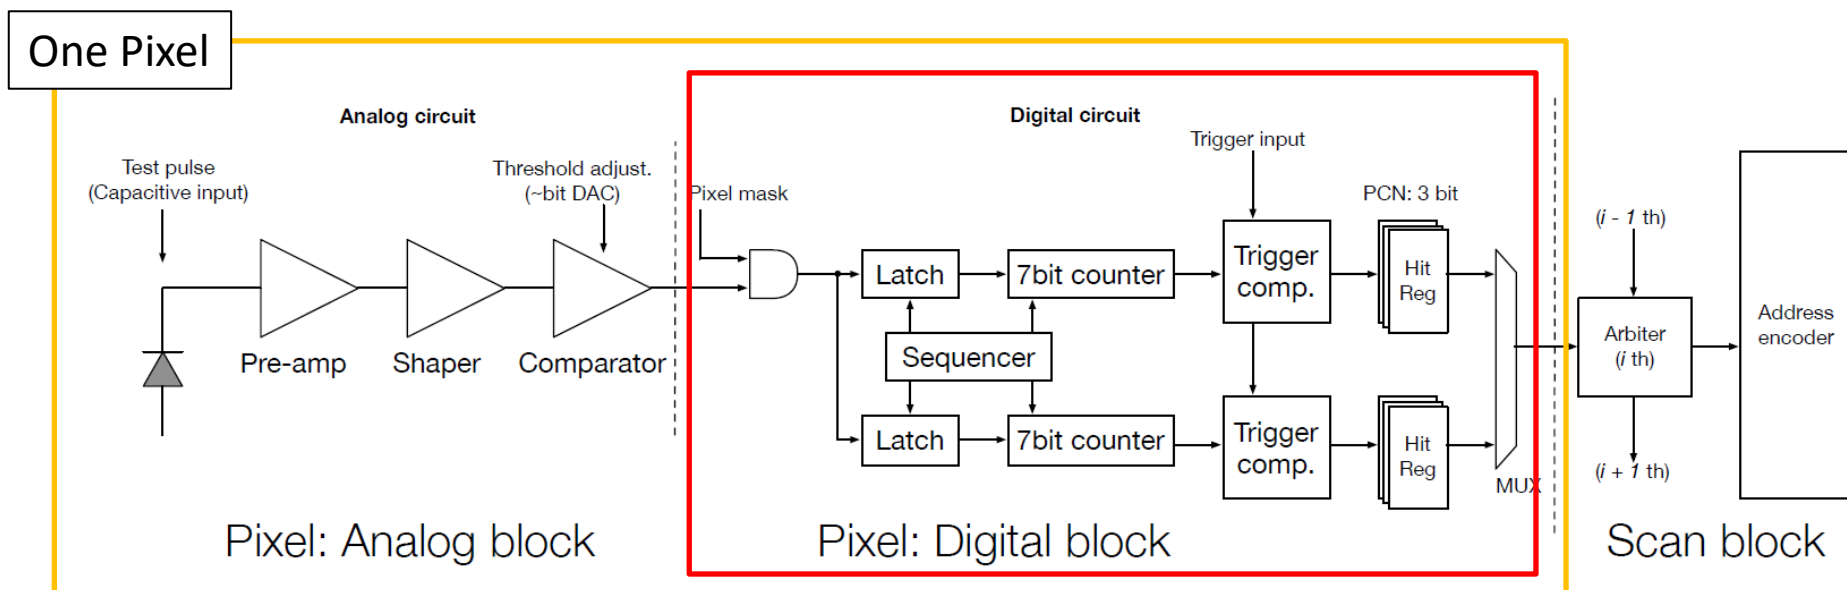 One Pixel
Analog circuit
Digital circuit
Test pulse
(Capacitive input)
Threshold adjust.
(~bit DAC)
Pixel mask
Trigger input
PCN: 3 bit
Pre-amp
Shaper
Comparator
Latch
7bit counter
Trigger
comp.
Hit
Reg
Sequencer
Latch
7bit counter
Trigger
comp.
Hit
Reg
MUX
(i - 1 th)
Arbiter
(i th)
(i + 1 th)
Address
encoder
Pixel: Analog block
Pixel: Digital block
Scan block